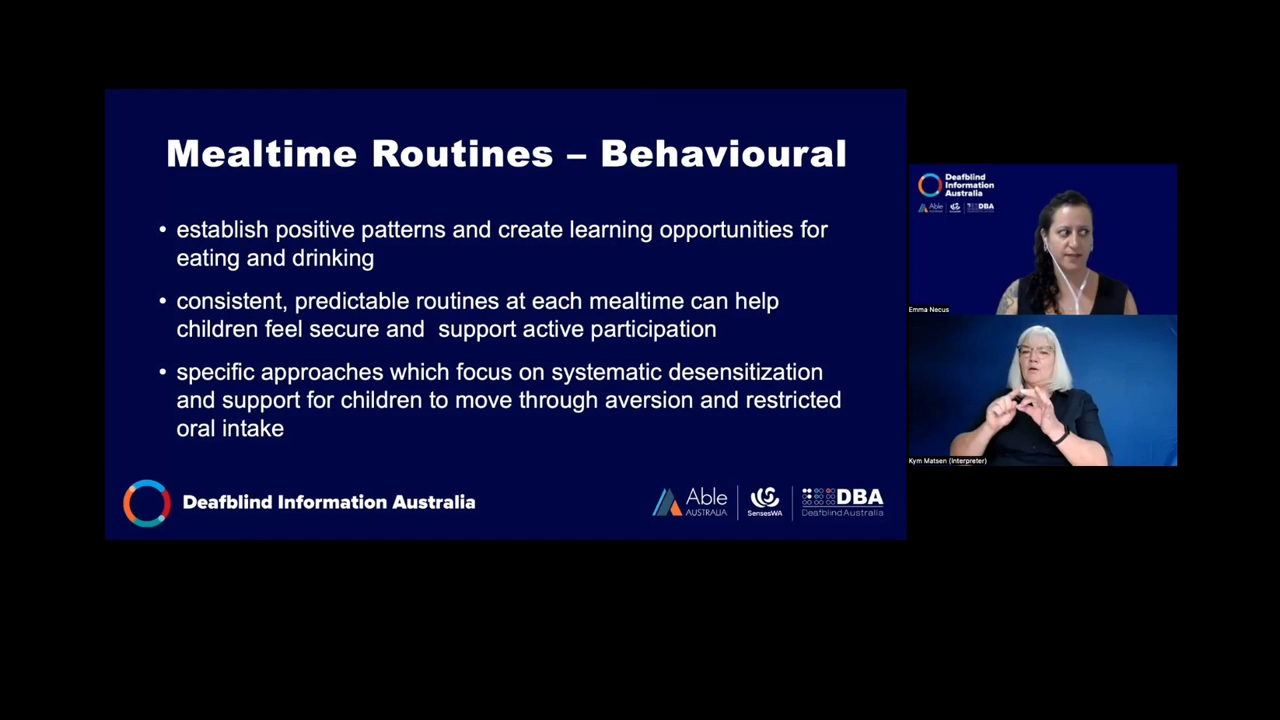 Mealtime Routines – Behavioural
• establish positive patterns and create learning opportunities for
eating and drinking
• consistent, predictable routines at each mealtime can help
children feel secure and  support active participation
• specific approaches which focus on systematic desensitization
and support for children to move through aversion and restricted
oral intake
Deafblind Information Australia
Able
AUSTRALIA
SensesWA
DBA
DeafblindAustralia
Deafblind
Information
Australia
Able
DBA
Emma Necus
Kym Matsen (Interpreter)